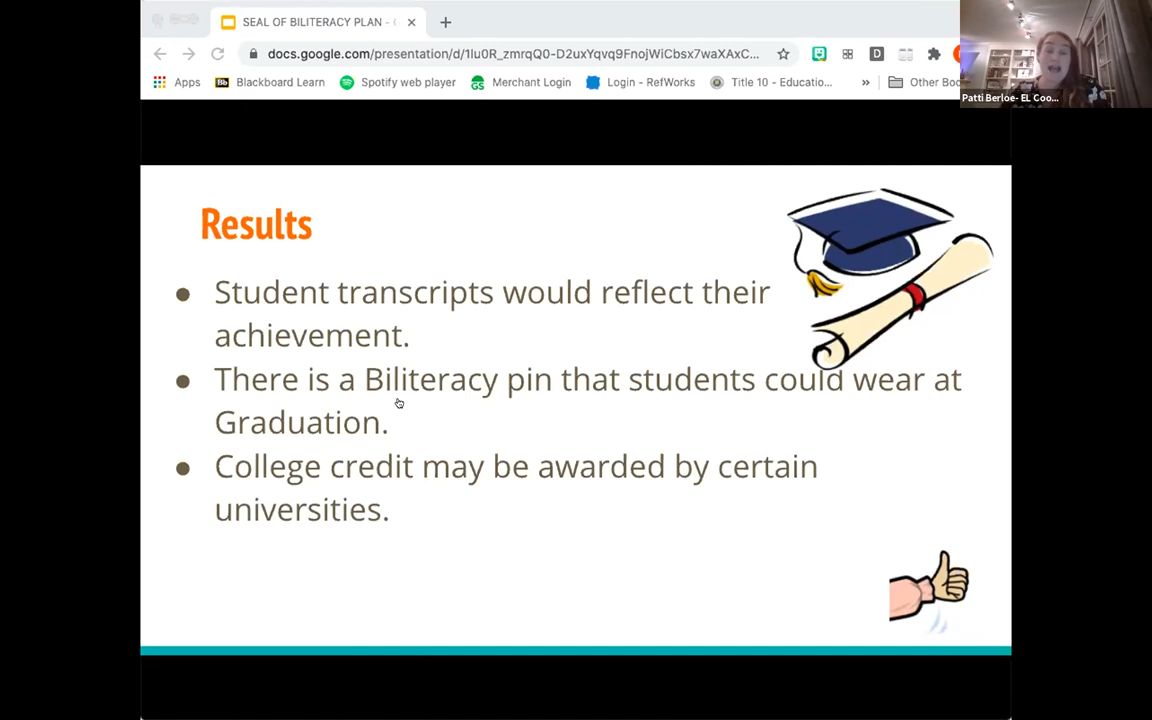 SEAL OF BILITERACY PLAN -
docs.google.com/presentation/d/1lu0R_zmrqQ0-D2uxYqvq9FnojWiCbsx7waXAxC...
Apps Blackboard Learn Spotify web player Merchant Login Login - RefWorks Title 10 - Educatio... » Other Boo
Patti Berloe- EL Coo...
Results
● Student transcripts would reflect their
achievement.
● There is a Biliteracy pin that students could wear at
Graduation.
● College credit may be awarded by certain
universities.